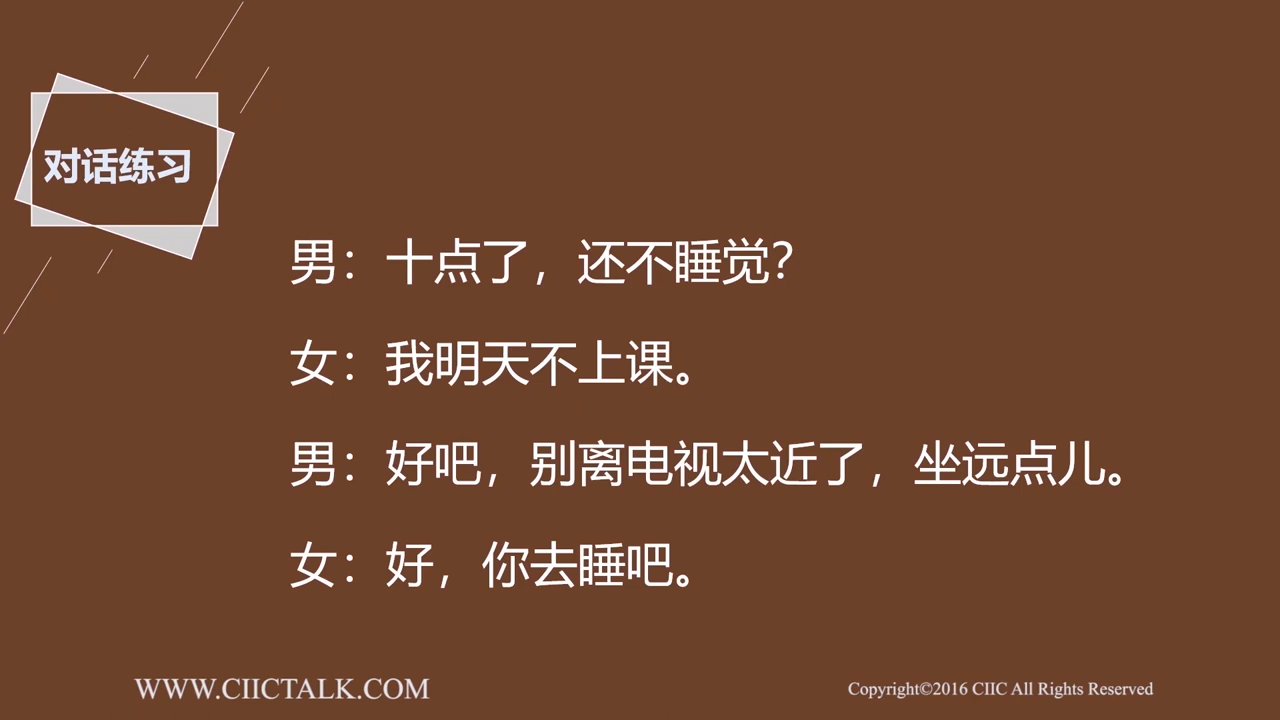 对话练习
男：十点了，还不睡觉？
女：我明天不上课。
男：好吧，别离电视太近了，坐远点儿。
女：好，你去睡吧。
WWW.CIICTALK.COM
Copyright©2016 CIIC All Rights Reserved